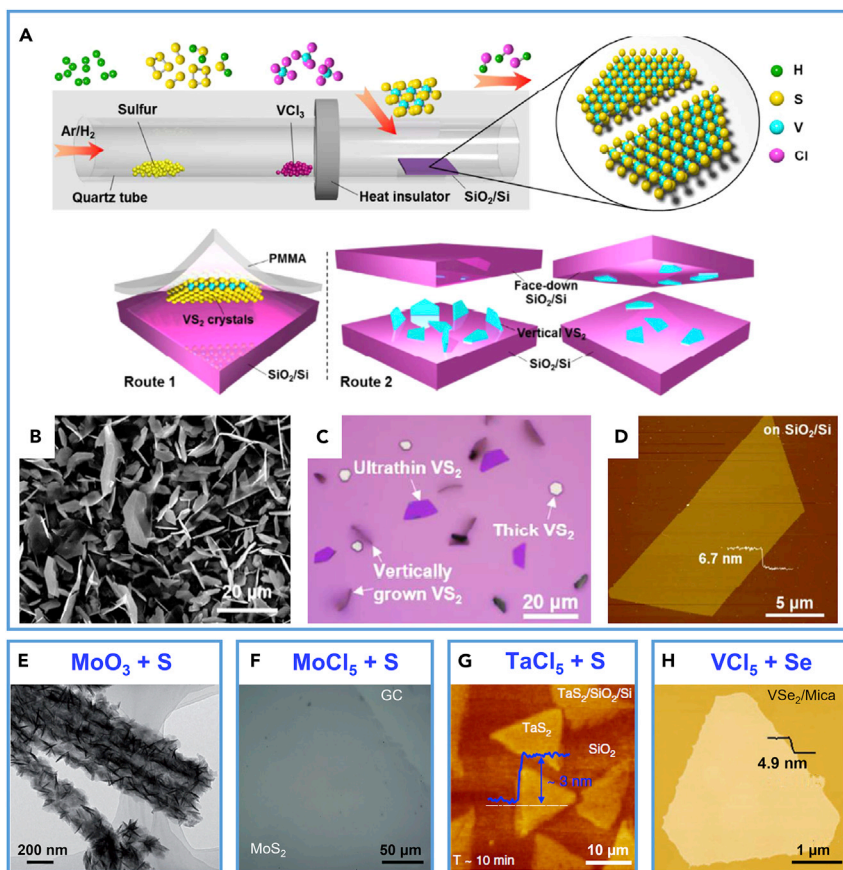 A
H
S
V
Cl
Sulfur
VCl3
Ar/H2
Quartz tube
Heat insulator
SiO2/Si
PMMA
VS2 crystals
SiO2/Si
Route 1
Face-down
SiO2/Si
Vertical VS2
SiO2/Si
Route 2
B
20 μm
C
Ultrathin VS2
Thick VS2
Vertically
grown VS2
20 μm
D
on SiO2/Si
6.7 nm
5 μm
E
MoO3 + S
200 nm
F
MoCl5 + S
GC
MoS2
50 μm
G
TaCl5 + S
TaS2/SiO2/Si
TaS2
SiO2
~ 3 nm
T ~ 10 min
10 μm
H
VCl5 + Se
VSe2/Mica
4.9 nm
1 μm